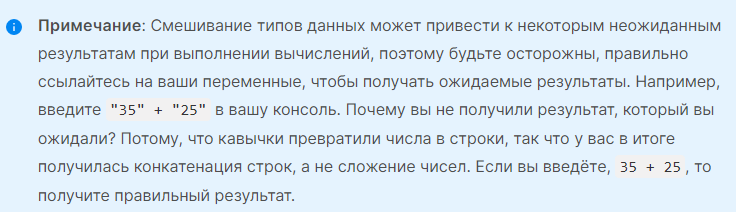 Примечание: Смешивание типов данных может привести к некоторым неожиданным
результатам при выполнении вычислений, поэтому будьте осторожны, правильно
ссылайтесь на ваши переменные, чтобы получать ожидаемые результаты. Например,
введите "35" + "25" в вашу консоль. Почему вы не получили результат, который вы
ожидали? Потому, что кавычки превратили числа в строки, так что у вас в итоге
получилась конкатенация строк, а не сложение чисел. Если вы введёте, 35 + 25, то
получите правильный результат.